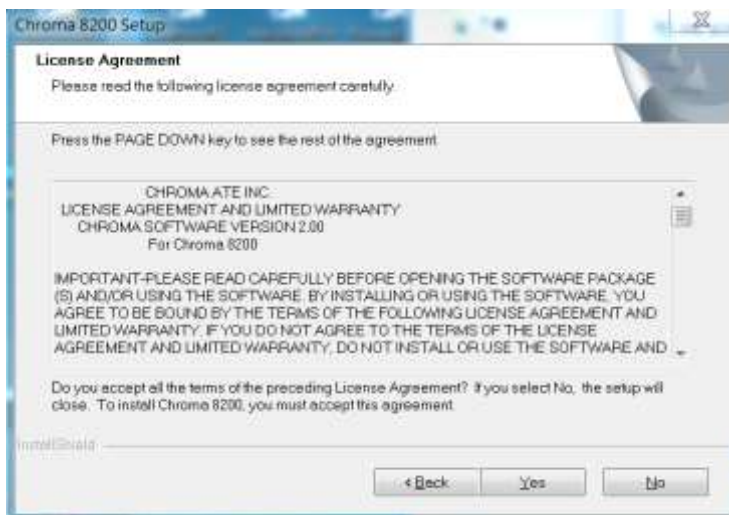 Chroma 8200 Setup
License Agreement
Please read the following license agreement carefully.
Press the PAGE DOWN key to see the rest of the agreement.
CHROMA ATE INC.
LICENSE AGREEMENT AND LIMITED WARRANTY
CHROMA SOFTWARE VERSION 2.00
For Chroma 8200
IMPORTANT-PLEASE READ CAREFULLY BEFORE OPENING THE SOFTWARE PACKAGE
(S) AND/OR USING THE SOFTWARE. BY INSTALLING OR USING THE SOFTWARE, YOU
AGREE TO BE BOUND BY THE TERMS OF THE FOLLOWING LICENSE AGREEMENT AND
LIMITED WARRANTY. IF YOU DO NOT AGREE TO THE TERMS OF THE LICENSE
AGREEMENT AND LIMITED WARRANTY, DO NOT INSTALL OR USE THE SOFTWARE AND
Do you accept all the terms of the preceding License Agreement? If you select No, the setup will
close. To install Chroma 8200, you must accept this agreement.
InstallShield
< Back
Yes
No